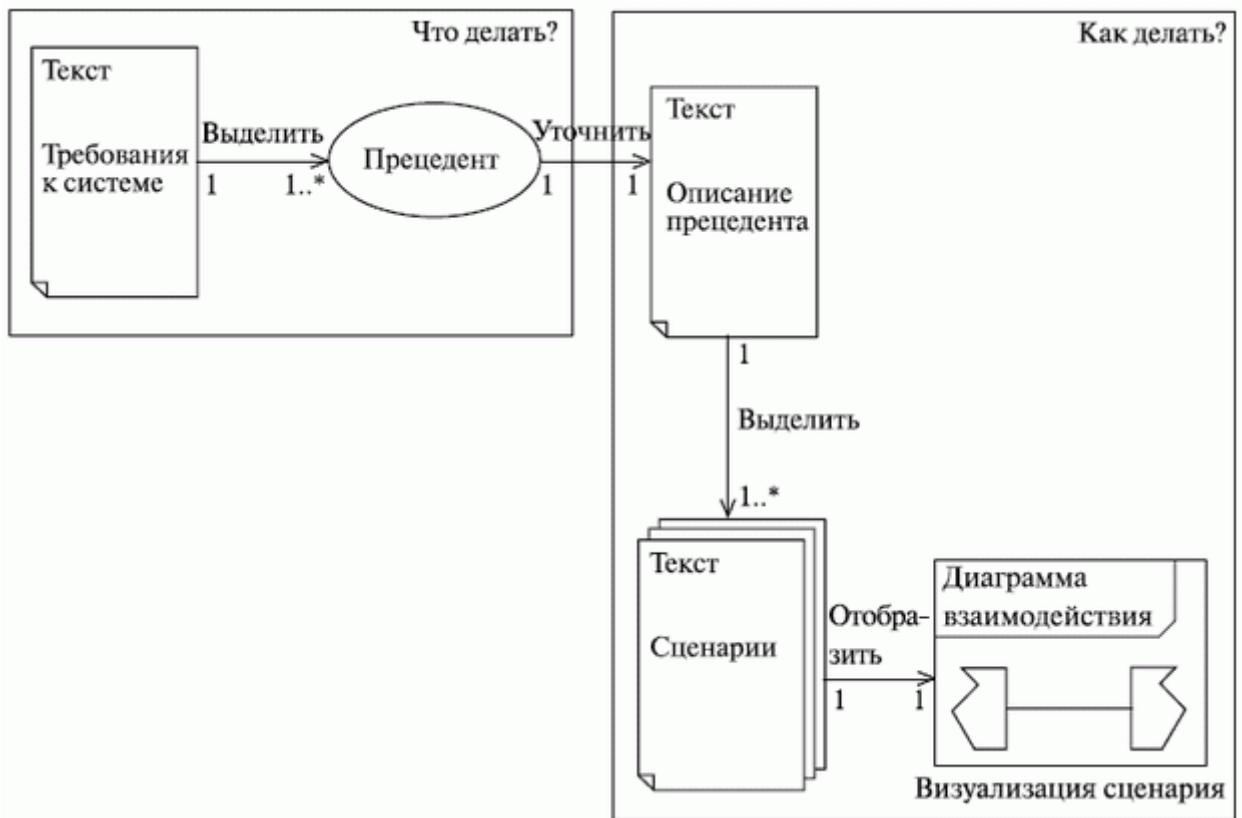 Что делать?
Текст
Требования
к системе
Выделить
1
1..*
Прецедент
Уточнить
1
1
Как делать?
Текст
Описание
прецедента
1
Выделить
1..*
Текст
Сценарии
Отобра-
зить
1
1
Диаграмма
взаимодействия
Визуализация сценария